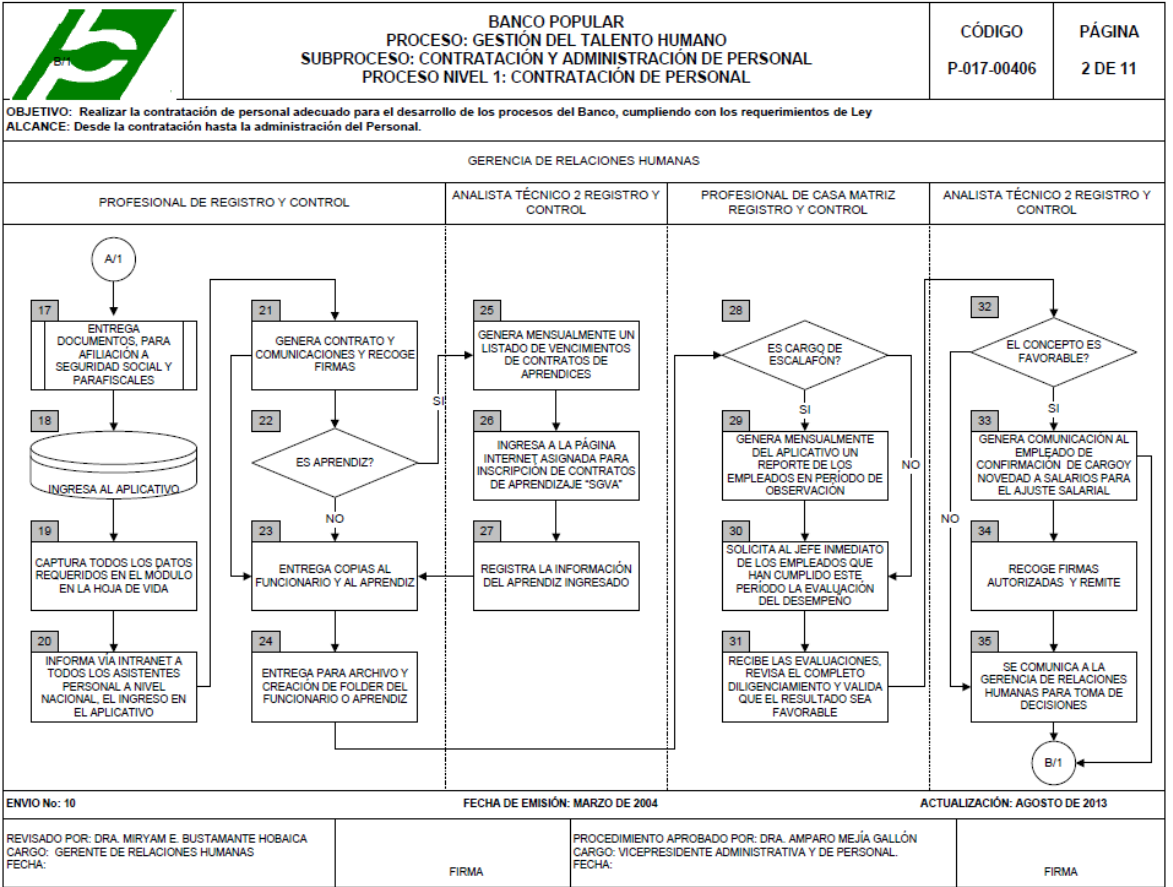 B/1
BANCO POPULAR
PROCESO: GESTIÓN DEL TALENTO HUMANO
SUBPROCESO: CONTRATACIÓN Y ADMINISTRACIÓN DE PERSONAL
PROCESO NIVEL 1: CONTRATACIÓN DE PERSONAL
CÓDIGO
P-017-00406
PÁGINA
2 DE 11
OBJETIVO: Realizar la contratación de personal adecuado para el desarrollo de los procesos del Banco, cumpliendo con los requerimientos de Ley
ALCANCE: Desde la contratación hasta la administración del Personal.
GERENCIA DE RELACIONES HUMANAS
PROFESIONAL DE REGISTRO Y CONTROL
ANALISTA TÉCNICO 2 REGISTRO Y
CONTROL
PROFESIONAL DE CASA MATRIZ
REGISTRO Y CONTROL
ANALISTA TÉCNICO 2 REGISTRO Y
CONTROL
A/1
17
ENTREGA
DOCUMENTOS, PARA
AFILIACIÓN A
SEGURIDAD SOCIAL Y
PARAFISCALES
18
INGRESA AL APLICATIVO
19
CAPTURA TODOS LOS DATOS
REQUERIDOS EN EL MÓDULO
EN LA HOJA DE VIDA
20
INFORMA VÍA INTRANET A
TODOS LOS ASISTENTES
PERSONAL A NIVEL
NACIONAL, EL INGRESO EN
EL APLICATIVO
21
GENERA CONTRATO Y
COMUNICACIONES Y RECOGE
FIRMAS
22
ES APRENDIZ?
SI
NO
23
ENTREGA COPIAS AL
FUNCIONARIO Y AL APRENDIZ
24
ENTREGA PARA ARCHIVO Y
CREACIÓN DE FOLDER DEL
FUNCIONARIO O APRENDIZ
25
GENERA MENSUALMENTE UN
LISTADO DE VENCIMIENTOS
DE CONTRATOS DE
APRENDICES
26
INGRESA A LA PÁGINA
INTERNET ASIGNADA PARA
INSCRIPCIÓN DE CONTRATOS
DE APRENDIZAJE "SGVA"
27
REGISTRA LA INFORMACIÓN
DEL APRENDIZ INGRESADO
28
ES CARGO DE
ESCALAFÓN?
SI
NO
29
GENERA MENSUALMENTE
DEL APLICATIVO UN
REPORTE DE LOS
EMPLEADOS EN PERÍODO DE
OBSERVACIÓN
30
SOLICITA AL JEFE INMEDIATO
DE LOS EMPLEADOS QUE
HAN CUMPLIDO ESTE
PERÍODO LA EVALUACIÓN
DEL DESEMPEÑO
31
RECIBE LAS EVALUACIONES,
REVISA EL COMPLETO
DILIGENCIAMIENTO Y VALIDA
QUE EL RESULTADO SEA
FAVORABLE
32
EL CONCEPTO ES
FAVORABLE?
SI
NO
33
GENERA COMUNICACIÓN AL
EMPLEADO DE
CONFIRMACIÓN DE CARGOY
NOVEDAD A SALARIOS PARA
EL AJUSTE SALARIAL
34
RECOGE FIRMAS
AUTORIZADAS Y REMITE
35
SE COMUNICA A LA
GERENCIA DE RELACIONES
HUMANAS PARA TOMA DE
DECISIONES
B/1
ENVIO No: 10
FECHA DE EMISIÓN: MARZO DE 2004
ACTUALIZACIÓN: AGOSTO DE 2013
REVISADO POR: DRA. MIRYAM E. BUSTAMANTE HOBAICA
CARGO: GERENTE DE RELACIONES HUMANAS
FECHA:
FIRMA
PROCEDIMIENTO APROBADO POR: DRA. AMPARO MEJÍA GALLÓN
CARGO: VICEPRESIDENTE ADMINISTRATIVA Y DE PERSONAL.
FECHA:
FIRMA